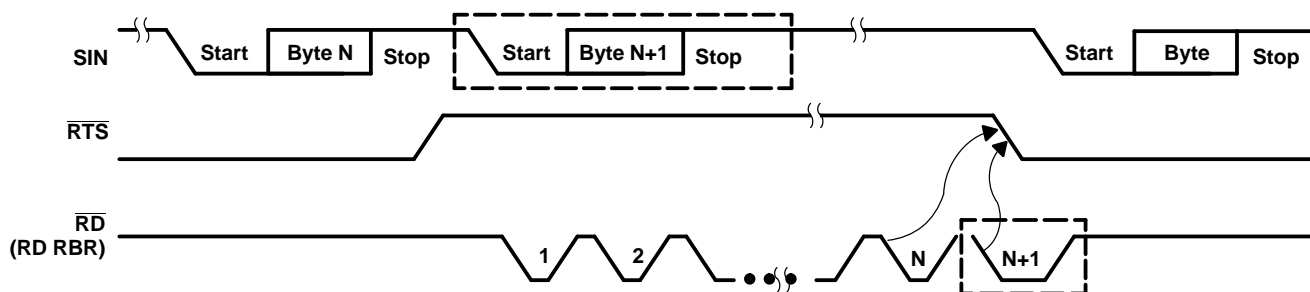 SIN Start Byte N Stop Start Byte N+1 Stop Start Byte Stop
RTS
RD
(RD RBR)
1 2 N N+1